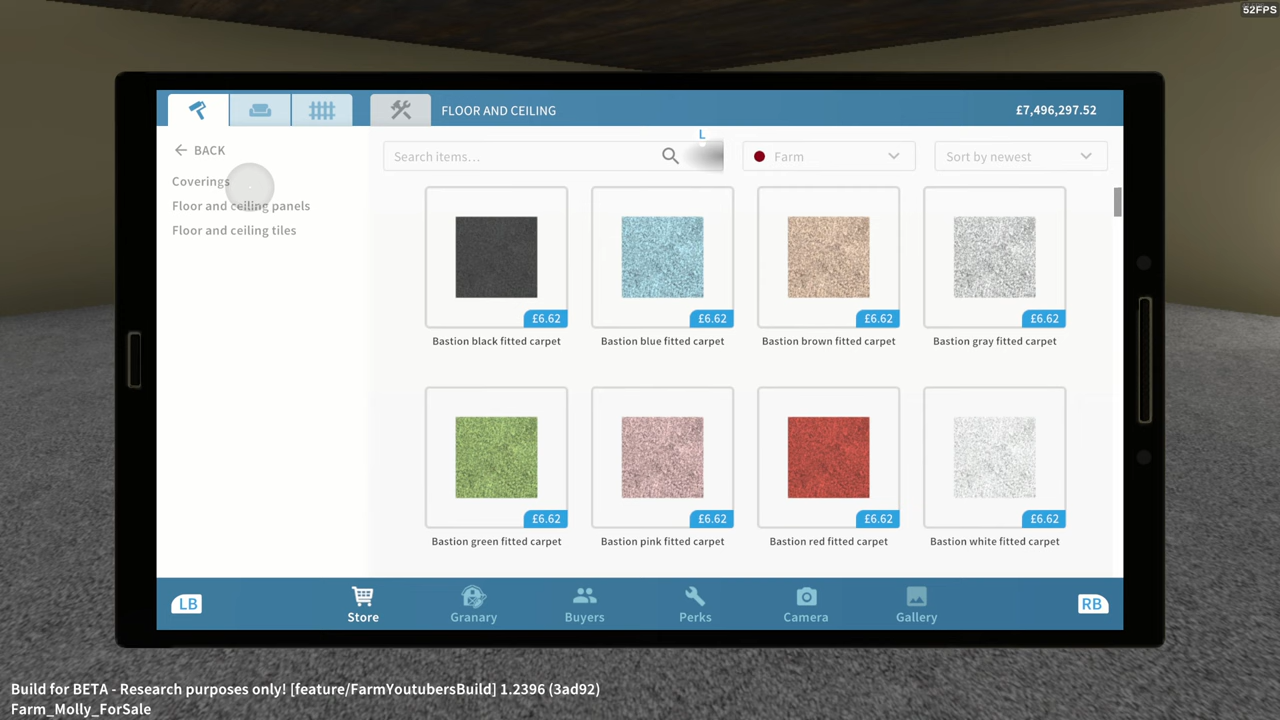 52FPS
FLOOR AND CEILING
£7,496,297.52
BACK
L
Search items...
Farm
Sort by newest
Coverings
Floor and ceiling panels
Floor and ceiling tiles
£6.62 £6.62 £6.62 £6.62
Bastion black fitted carpet Bastion blue fitted carpet Bastion brown fitted carpet Bastion gray fitted carpet
£6.62 £6.62 £6.62 £6.62
Bastion green fitted carpet Bastion pink fitted carpet Bastion red fitted carpet Bastion white fitted carpet
LB
Store Granary Buyers Perks Camera Gallery
RB
Build for BETA - Research purposes only! [feature/FarmYoutubersBuild] 1.2396 (3ad92)
Farm_Molly_ForSale